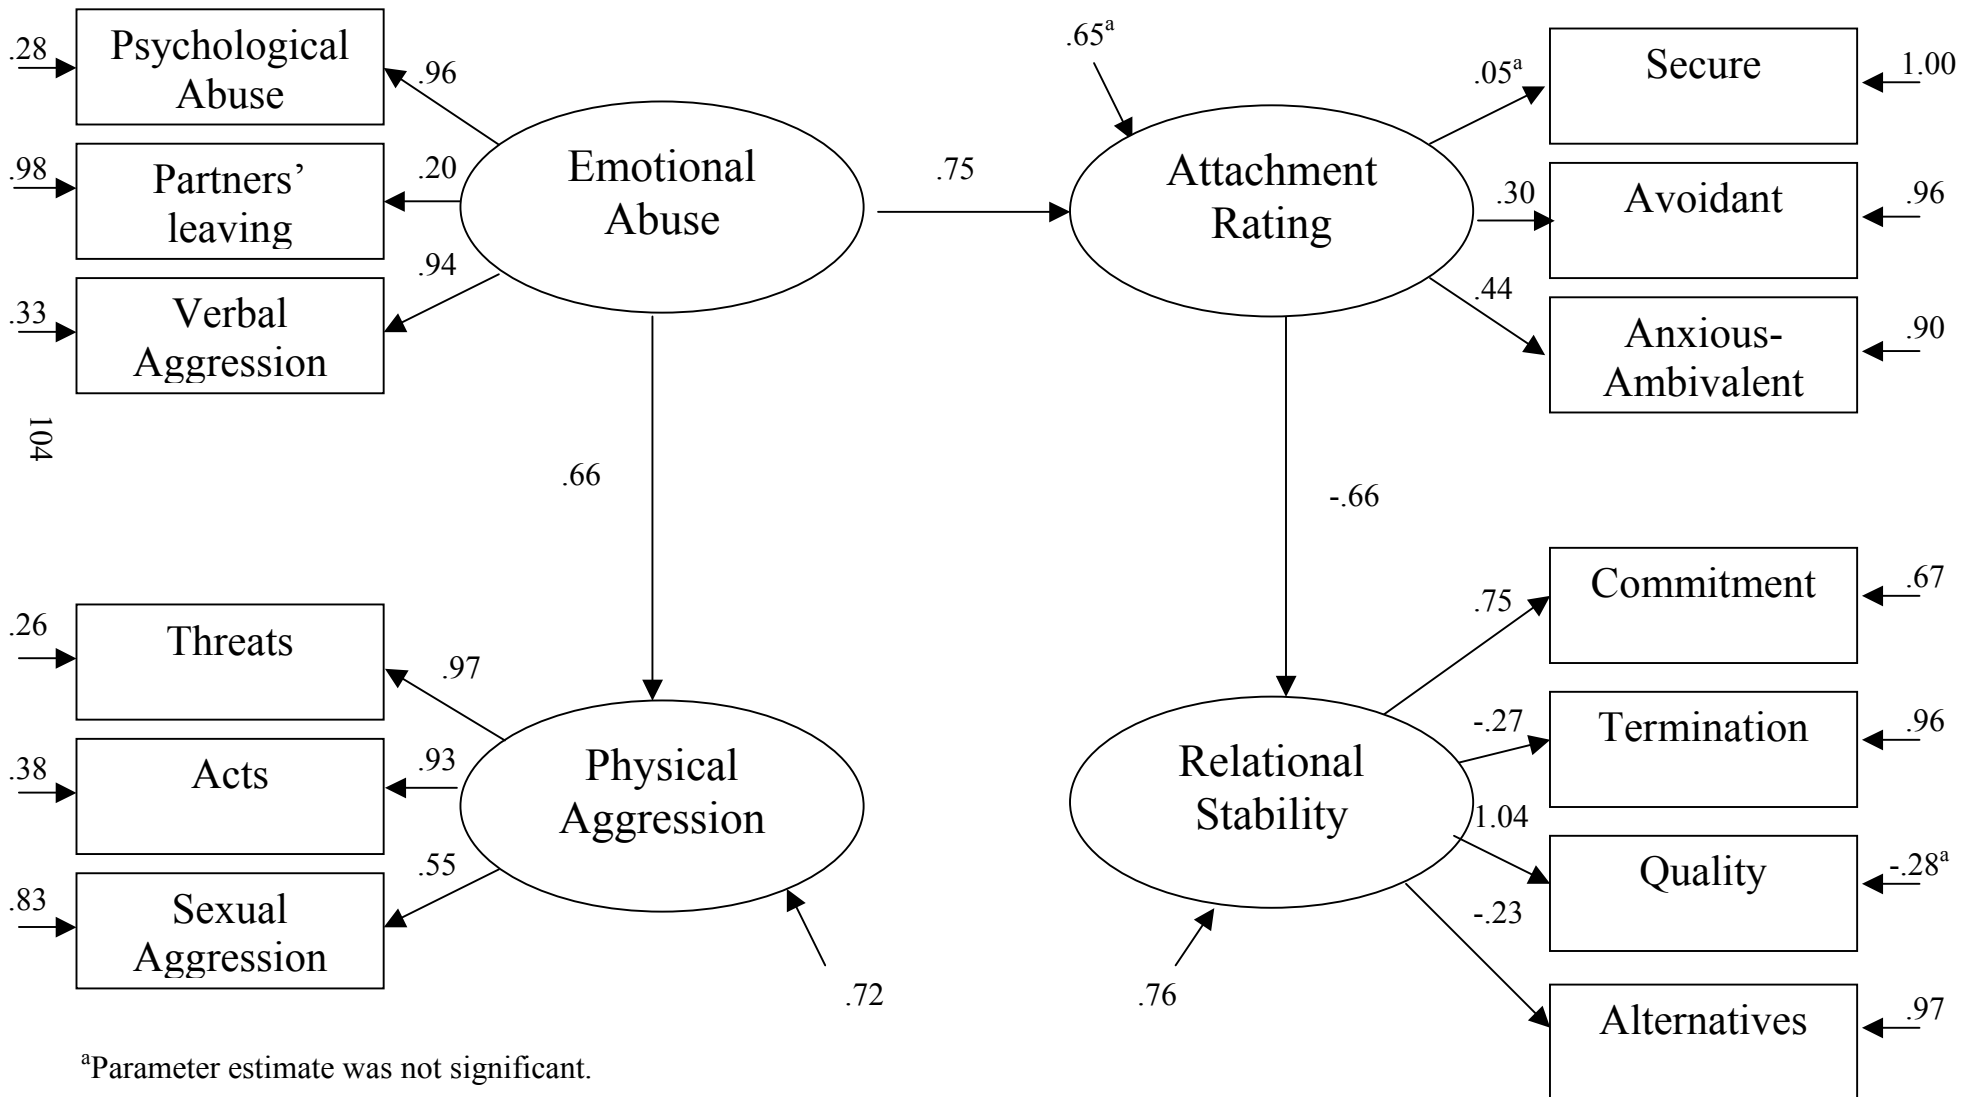 .28
Psychological
Abuse
.96
.98
Partners’
leaving
.20
.33
Verbal
Aggression
.94
Emotional
Abuse
.75
.65ᵃ
Attachment
Rating
.05ᵃ
Secure
1.00
.30
Avoidant
.96
.44
Anxious-
Ambivalent
.90
104
.66
-.66
.26
Threats
.97
.38
Acts
.93
.83
Sexual
Aggression
.55
Physical
Aggression
.72
Relational
Stability
.76
.75
Commitment
.67
-.27
Termination
.96
1.04
Quality
-.28ᵃ
-.23
Alternatives
.97
ᵃParameter estimate was not significant.